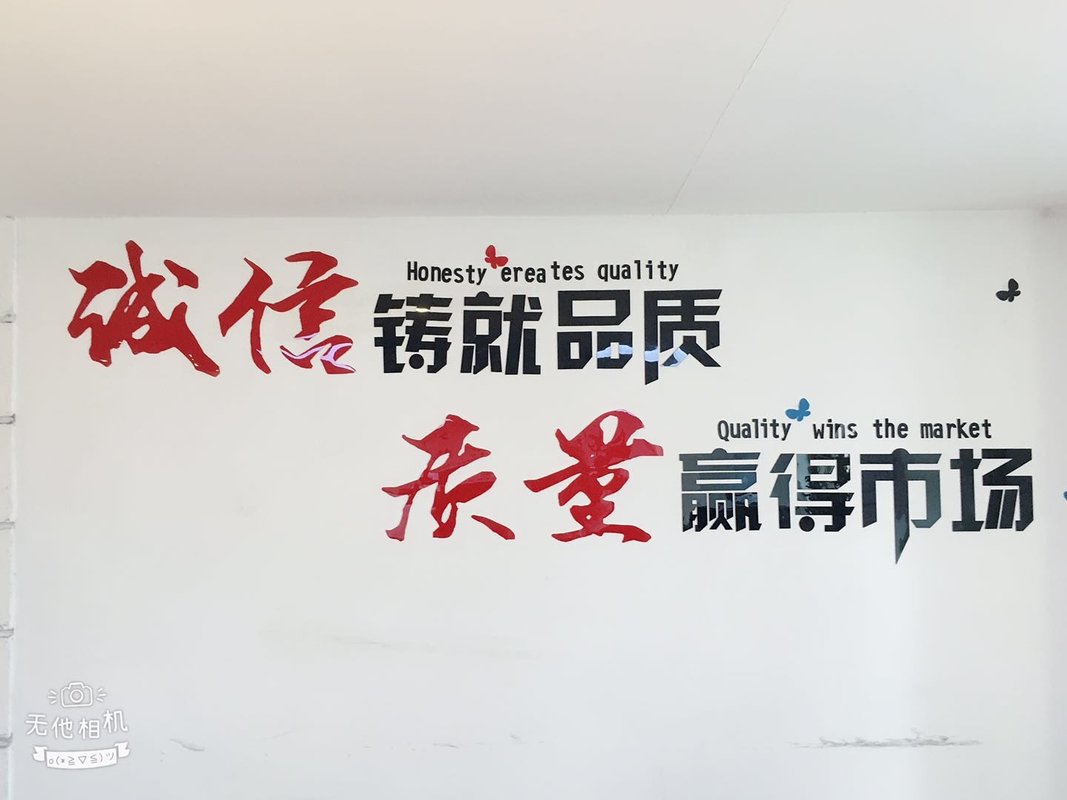 Honesty ereates quality
诚信铸就品质
Quality wins the market
质量赢得市场
无他相机
o(*≧▽≦)ツ